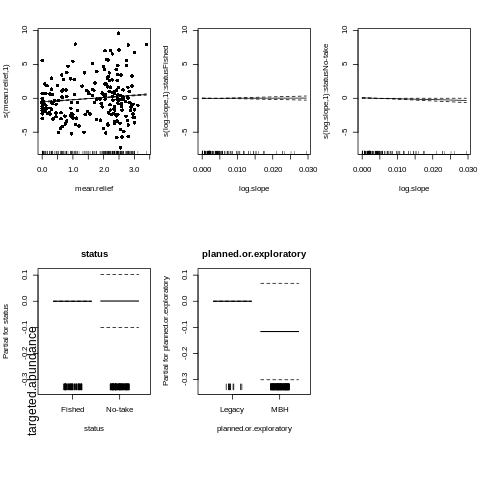 s(mean.relief,1)
-5
0
5
10
0.0
1.0
2.0
3.0
mean.relief
s(log.slope,1):statusFished
-5
0
5
10
0.000
0.010
0.020
0.030
log.slope
s(log.slope,1):statusNo-take
-5
0
5
10
0.000
0.010
0.020
0.030
log.slope
status
Partial for status
-0.3
-0.2
-0.1
0.0
0.1
Fished
No-take
status
targeted.abundance
planned.or.exploratory
Partial for planned.or.exploratory
-0.3
-0.2
-0.1
0.0
0.1
Legacy
MBH
planned.or.exploratory